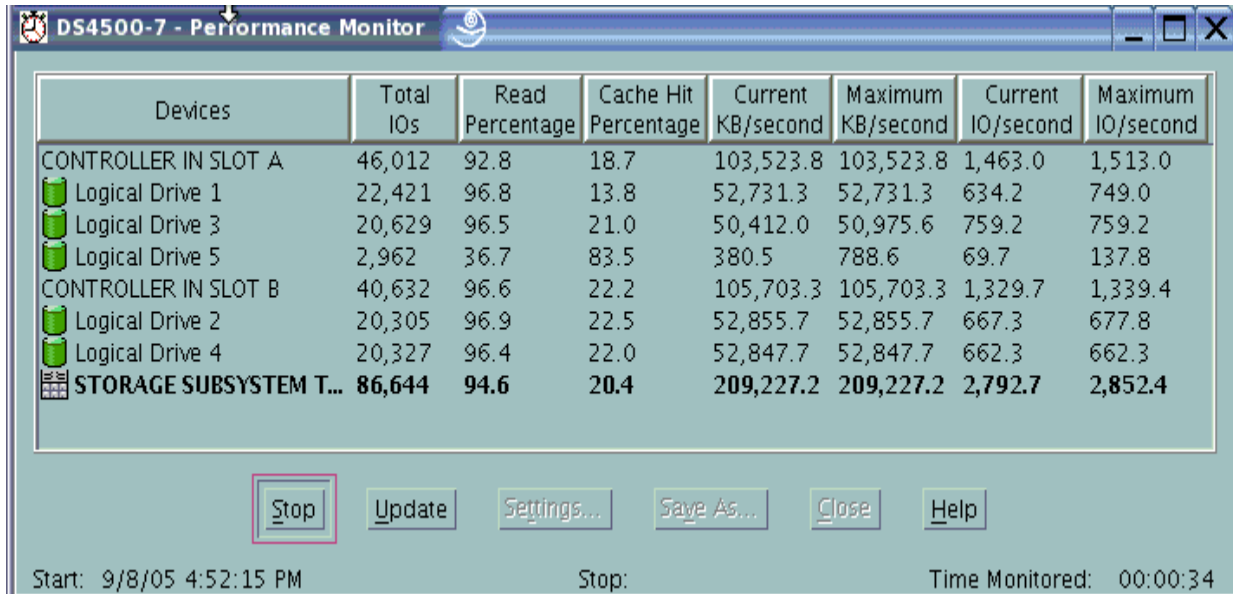 DS4500-7 - Performance Monitor
Devices Total IOs Read Percentage Cache Hit Percentage Current KB/second Maximum KB/second Current IO/second Maximum IO/second
CONTROLLER IN SLOT A 46,012 92.8 18.7 103,523.8 103,523.8 1,463.0 1,513.0
Logical Drive 1 22,421 96.8 13.8 52,731.3 52,731.3 634.2 749.0
Logical Drive 3 20,629 96.5 21.0 50,412.0 50,975.6 759.2 759.2
Logical Drive 5 2,962 36.7 83.5 380.5 788.6 69.7 137.8
CONTROLLER IN SLOT B 40,632 96.6 22.2 105,703.3 105,703.3 1,329.7 1,339.4
Logical Drive 2 20,305 96.9 22.5 52,855.7 52,855.7 667.3 677.8
Logical Drive 4 20,327 96.4 22.0 52,847.7 52,847.7 662.3 662.3
STORAGE SUBSYSTEM T... 86,644 94.6 20.4 209,227.2 209,227.2 2,792.7 2,852.4
Stop Update Settings... Save As... Close Help
Start: 9/8/05 4:52:15 PM Stop: Time Monitored: 00:00:34